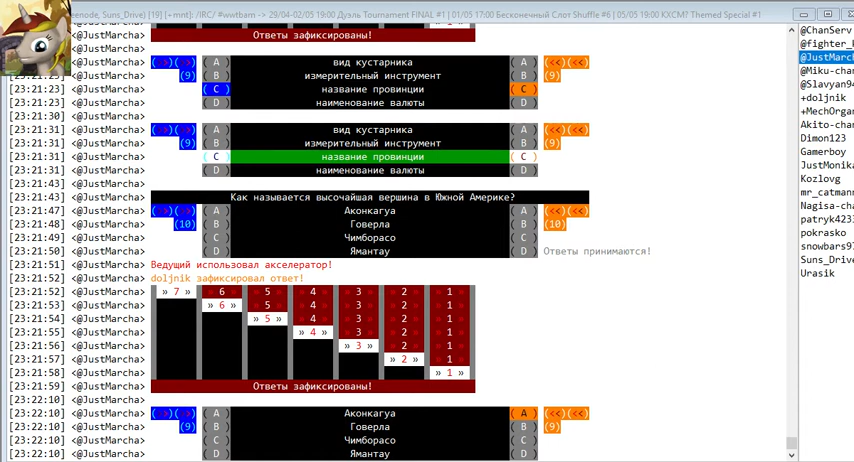 eenode, Suns_Drive) [19] [+mnt]: /IRC/ #wwtbam -> 29/04-02/05 19:00 Дуэль Tournament FINAL #1 | 01/05 17:00 Бесконечный Слот Shuffle #6 | 05/05 19:00 КХСМ? Themed Special #1
<@JustMarcha>
<@JustMarcha> Ответы зафиксированы!
<@JustMarcha>
<@JustMarcha> ( A ) вид кустарника ( A ) (<<)(<<)
[23:21:23] <@JustMarcha> (9) ( B ) измерительный инструмент ( B ) (9)
[23:21:23] <@JustMarcha> ( C ) название провинции ( C )
[23:21:23] <@JustMarcha> ( D ) наименование валюты ( D )
[23:21:30] <@JustMarcha>
[23:21:31] <@JustMarcha> ( A ) вид кустарника ( A ) (<<)(<<)
[23:21:31] <@JustMarcha> (9) ( B ) измерительный инструмент ( B ) (9)
[23:21:31] <@JustMarcha> ( C ) название провинции ( C )
[23:21:31] <@JustMarcha> ( D ) наименование валюты ( D )
[23:21:43] <@JustMarcha>
[23:21:43] <@JustMarcha> Как называется высочайшая вершина в Южной Америке?
[23:21:47] <@JustMarcha> ( A ) Аконкагуа ( A ) (<<)(<<)
[23:21:48] <@JustMarcha> (10) ( B ) Говерла ( B ) (10)
[23:21:49] <@JustMarcha> ( C ) Чимборасо ( C )
[23:21:50] <@JustMarcha> ( D ) Ямантау ( D ) Ответы принимаются!
[23:21:51] <@JustMarcha> Ведущий использовал акселератор!
[23:21:52] <@JustMarcha> doljnik зафиксировал ответ!
[23:21:52] <@JustMarcha> » 7 » 6 5 4 3 2 1
[23:21:53] <@JustMarcha> » 6 » 5 4 3 2 1
[23:21:54] <@JustMarcha> » 5 » 4 3 2 1
[23:21:55] <@JustMarcha> » 4 » 3 2 1
[23:21:56] <@JustMarcha> » 3 » 2 1
[23:21:57] <@JustMarcha> » 2 » 1
[23:21:58] <@JustMarcha> » 1 »
[23:21:59] <@JustMarcha> Ответы зафиксированы!
[23:22:10] <@JustMarcha>
[23:22:10] <@JustMarcha> ( A ) Аконкагуа ( A ) (<<)(<<)
[23:22:10] <@JustMarcha> (9) ( B ) Говерла ( B ) (9)
[23:22:10] <@JustMarcha> ( C ) Чимборасо ( C )
[23:22:10] <@JustMarcha> ( D ) Ямантау ( D )
@ChanServ
@fighter_
@JustMarch
@Miku-chan
@Slavyan94
+doljnik
+MechOrgan
Akito-chan
Dimon123
Gamerboy
JustMonika
Kozlovg
mr_catmann
Nagisa-cha
patryk423
pokrasko
snowbars9
Suns_Drive
Urasik